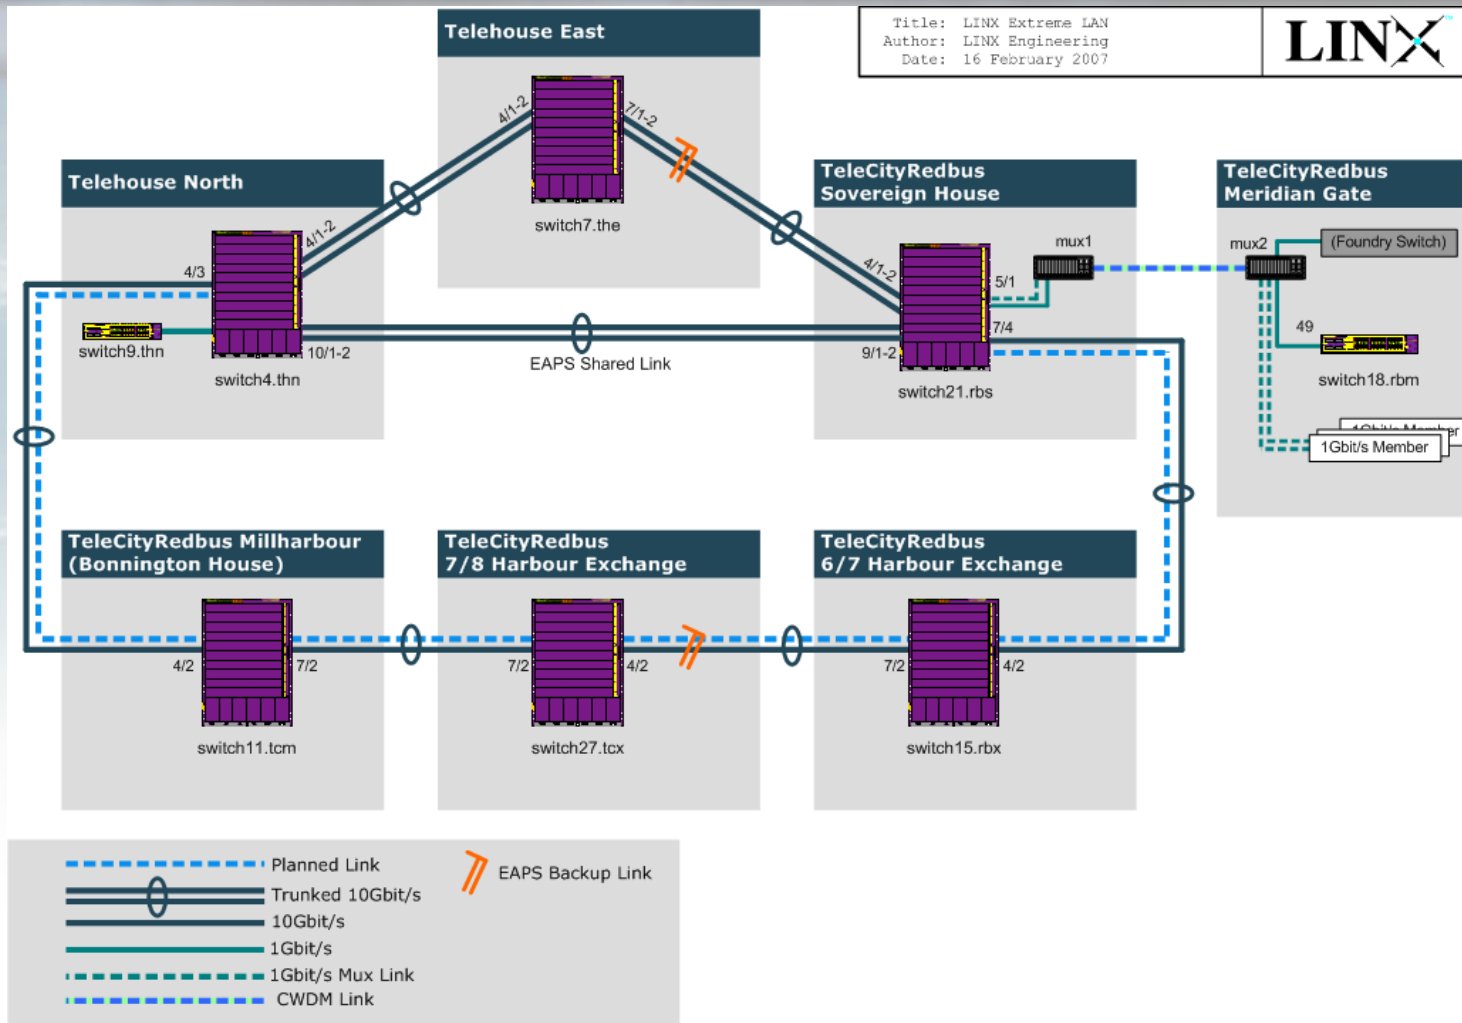 Title: LINX Extreme LAN
Author: LINX Engineering
Date: 16 February 2007
LINX
Telehouse East
4/1-2
7/1-2
switch7.the
Telehouse North
4/1-2
4/3
switch9.thn
10/1-2
switch4.thn
EAPS Shared Link
TeleCityRedbus
Sovereign House
mux1
4/1-2
5/1
7/4
9/1-2
switch21.rbs
TeleCityRedbus
Meridian Gate
mux2
(Foundry Switch)
49
switch18.rbm
1Gbit/s Member
1Gbit/s Member
TeleCityRedbus Millharbour
(Bonnington House)
4/2
7/2
switch11.tcm
TeleCityRedbus
7/8 Harbour Exchange
7/2
4/2
switch27.tcx
TeleCityRedbus
6/7 Harbour Exchange
7/2
4/2
switch15.rbx
Planned Link
Trunked 10Gbit/s
10Gbit/s
1Gbit/s
1Gbit/s Mux Link
CWDM Link
EAPS Backup Link